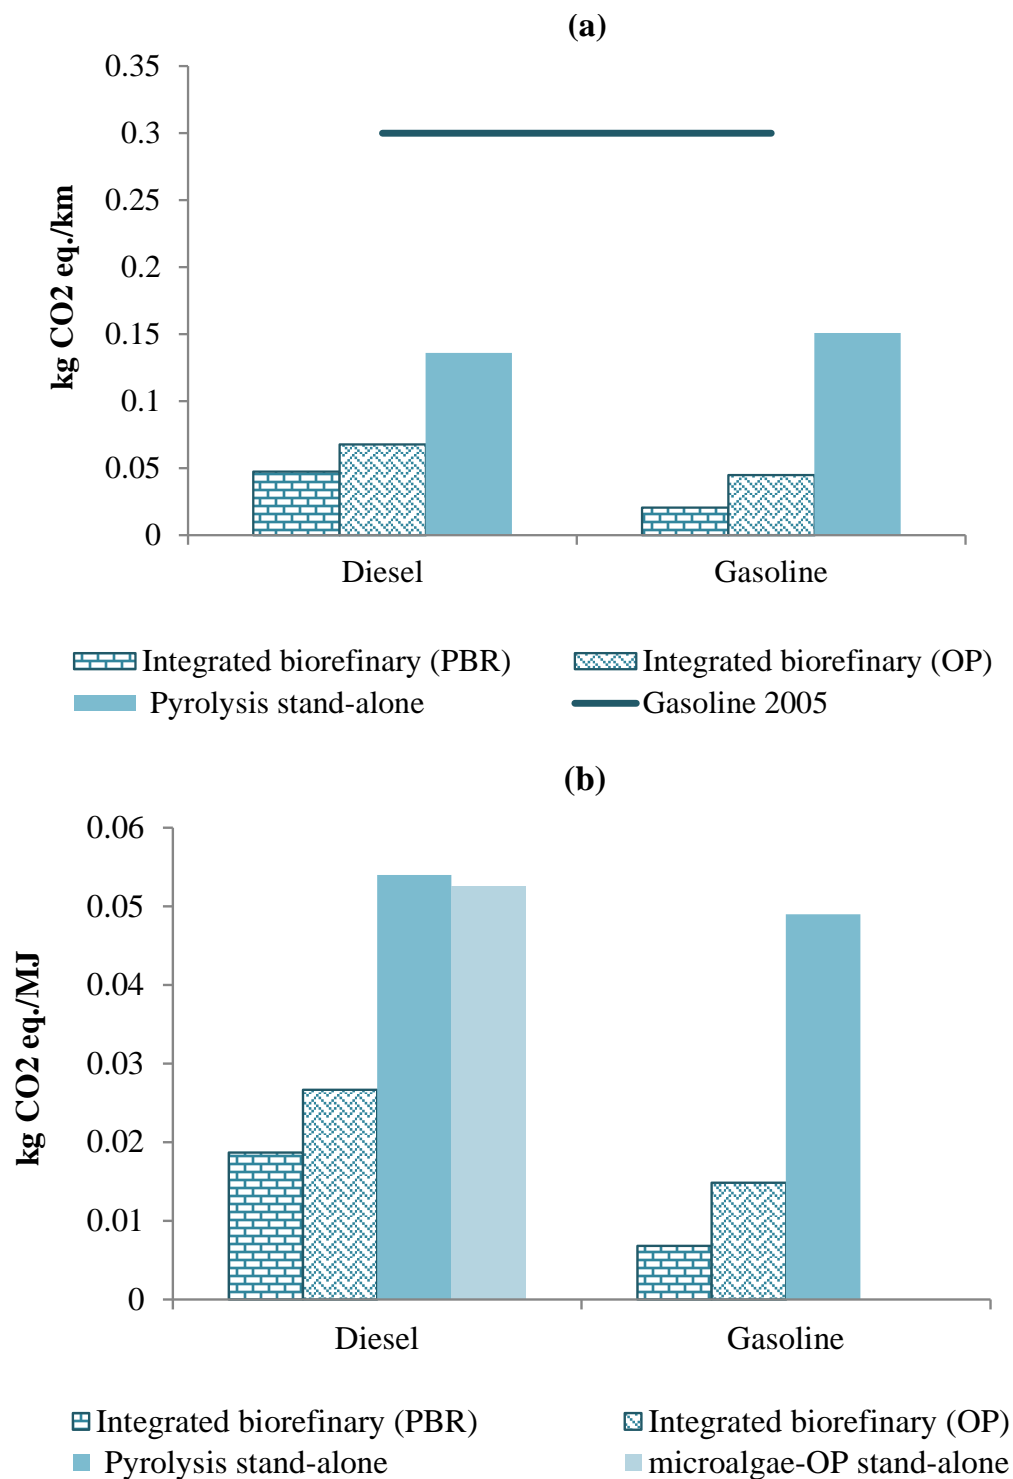 (a)
0.35
0.3
0.25
0.2
0.15
0.1
0.05
0
kg CO2 eq./km
Diesel Gasoline
Integrated biorefinary (PBR) Integrated biorefinary (OP)
Pyrolysis stand-alone Gasoline 2005
(b)
0.06
0.05
0.04
0.03
0.02
0.01
0
kg CO2 eq./MJ
Diesel Gasoline
Integrated biorefinary (PBR) Integrated biorefinary (OP)
Pyrolysis stand-alone microalgae-OP stand-alone